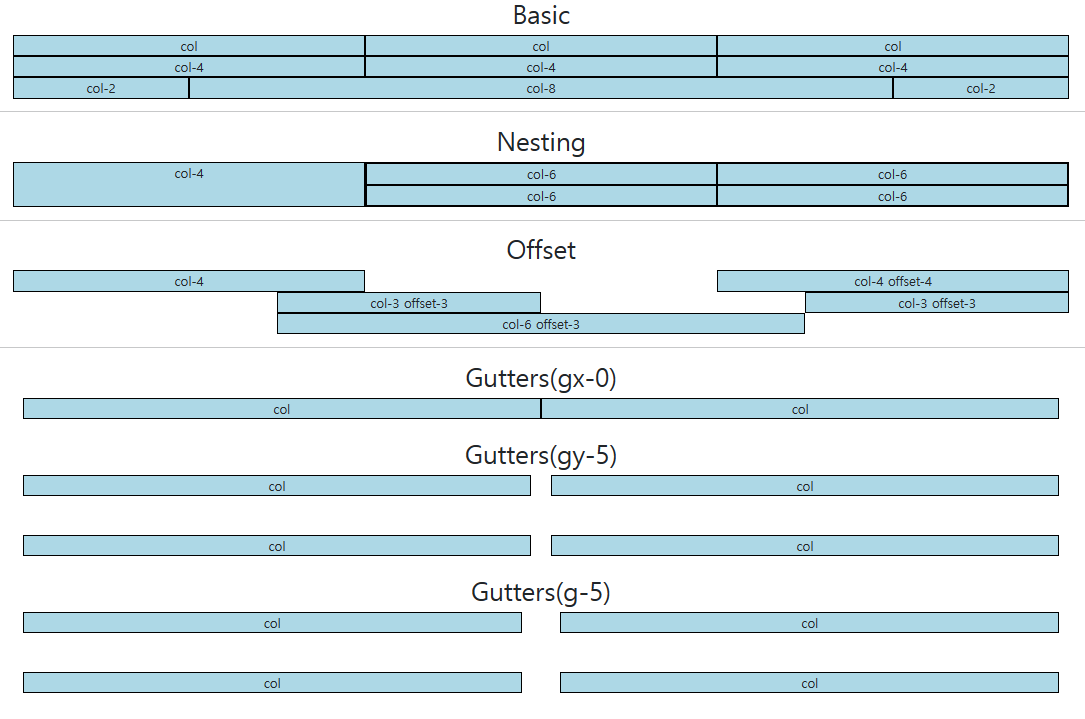 Basic
col col col
col-4 col-4 col-4
col-2 col-8 col-2
Nesting
col-4 col-6 col-6
col-6 col-6
Offset
col-4 col-4 offset-4
col-3 offset-3 col-3 offset-3
col-6 offset-3
Gutters(gx-0)
col col
Gutters(gy-5)
col col
col col
Gutters(g-5)
col col
col col